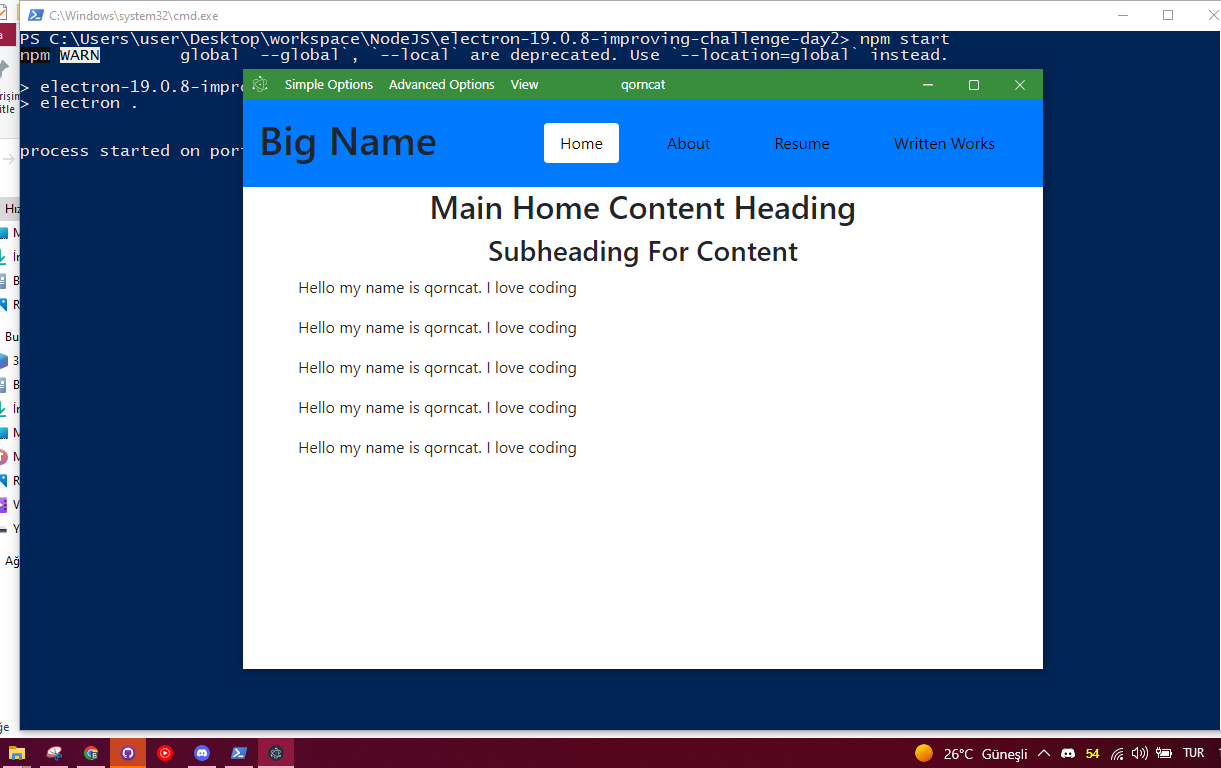 C:\Windows\system32\cmd.exe
PS C:\Users\user\Desktop\workspace\NodeJS\electron-19.0.8-improving-challenge-day2> npm start
npm WARN global `--global`, `--local` are deprecated. Use `--location=global` instead.
> electron-19.0.8-impro
> electron .
process started on port
Simple Options Advanced Options View qorncat
Big Name Home About Resume Written Works
Main Home Content Heading
Subheading For Content
Hello my name is qorncat. I love coding
Hello my name is qorncat. I love coding
Hello my name is qorncat. I love coding
Hello my name is qorncat. I love coding
Hello my name is qorncat. I love coding
26°C Güneşli 54 TUR